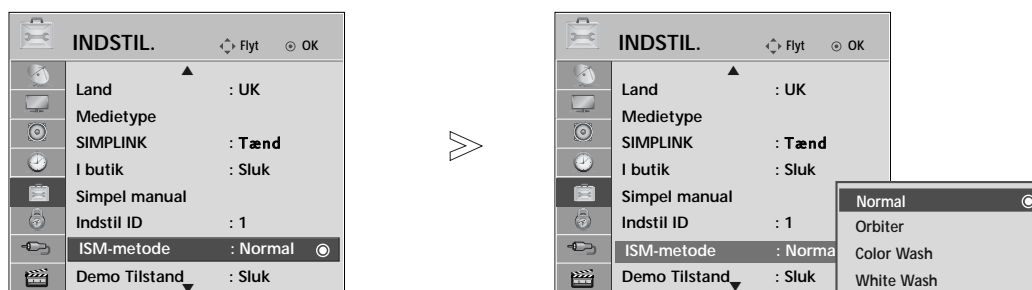 INDSTIL. Flyt OK
Land : UK
Medietype
SIMPLINK : Tænd
I butik : Sluk
Simpel manual
Indstil ID : 1
ISM-metode : Normal
Demo Tilstand : Sluk
INDSTIL. Flyt OK
Land : UK
Medietype
SIMPLINK : Tænd
I butik : Sluk
Simpel manual
Indstil ID : 1
ISM-metode : Norma
Demo Tilstand : Sluk
Normal
Orbiter
Color Wash
White Wash